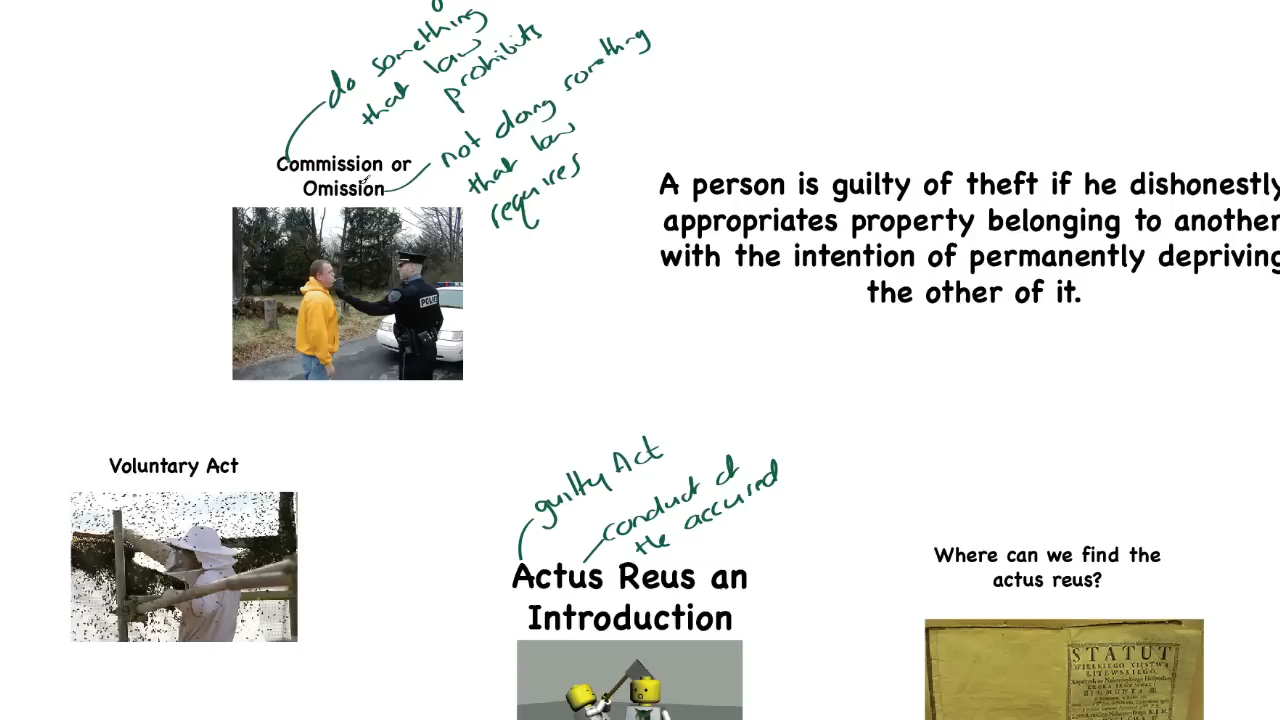 do something
that law
prohibits
not doing something
that law
requires
Commission or
Omission
A person is guilty of theft if he dishonestly
appropriates property belonging to another
with the intention of permanently depriving
the other of it.
POLICE
Voluntary Act
guilty Act
conduct of
the accused
Actus Reus an
Introduction
Where can we find the
actus reus?
STATUT